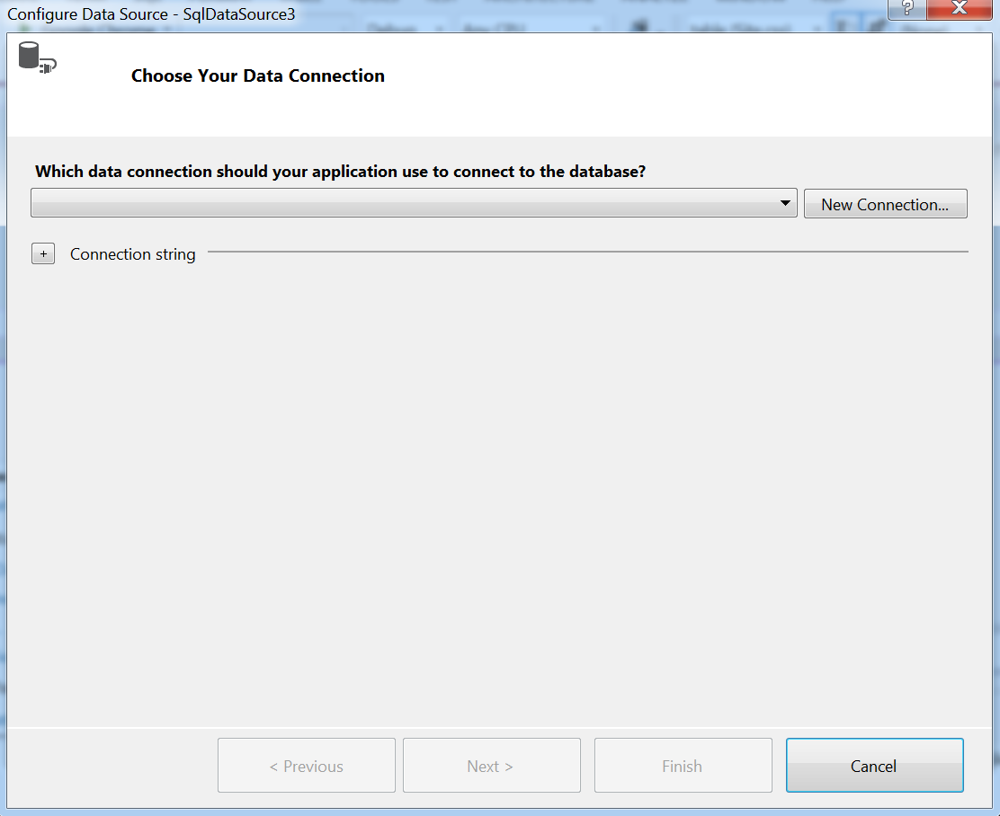 Configure Data Source - SqlDataSource3
?
X
Choose Your Data Connection
Which data connection should your application use to connect to the database?
New Connection...
+
Connection string
< Previous
Next >
Finish
Cancel